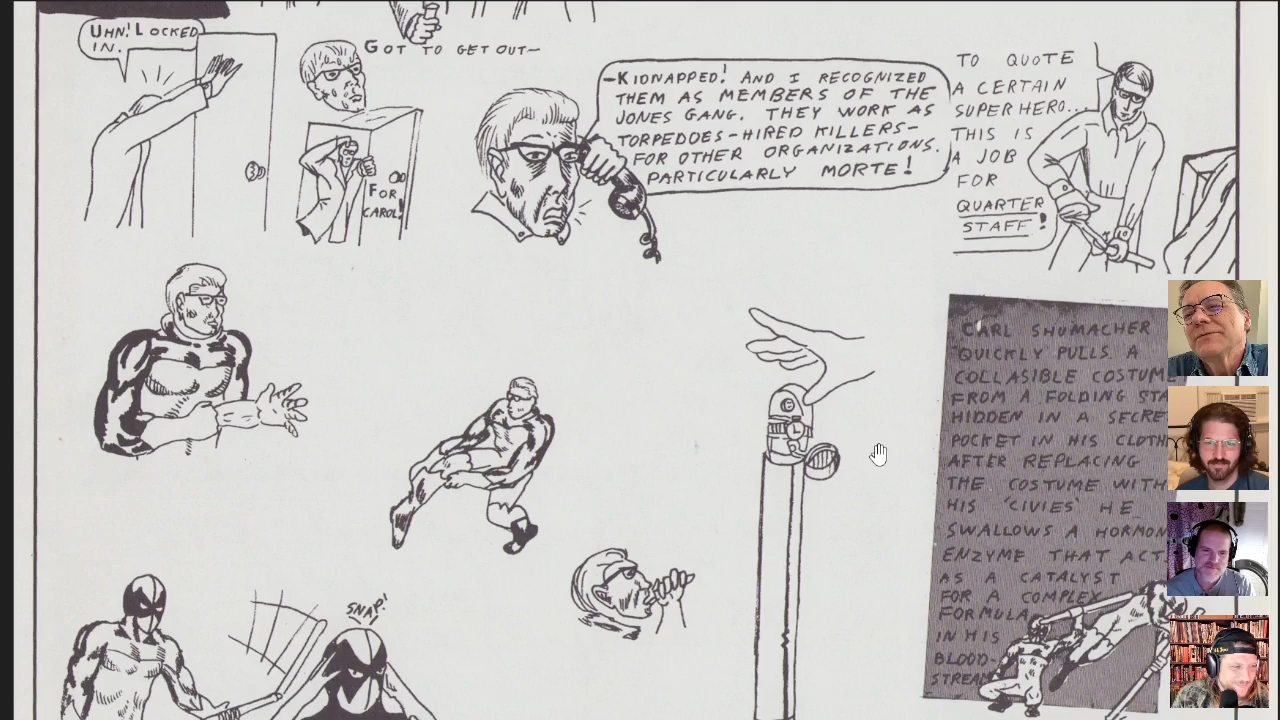 UHN! LOCKED
IN.
GOT TO GET OUT—
FOR
CAROL!
—KIDNAPPED! AND I RECOGNIZED
THEM AS MEMBERS OF THE
JONES GANG. THEY WORK AS
TORPEDOES-HIRED KILLERS-
FOR OTHER ORGANIZATIONS.
PARTICULARLY MORTE!
TO QUOTE
A CERTAIN
SUPERHERO...
THIS IS
A JOB
FOR
QUARTER
STAFF!
CARL SHUMACHER
QUICKLY PULLS A
COLLASIBLE COSTUME
FROM A FOLDING STA
HIDDEN IN A SECRE
POCKET IN HIS CLOTH
AFTER REPLACING
THE COSTUME WITH
HIS 'CIVIES' HE
SWALLOWS A HORMON
ENZYME THAT ACT
AS A CATALYST
FOR A COMPLEX
FORMULA
IN HIS
BLOOD-
STREAM
SNAP!